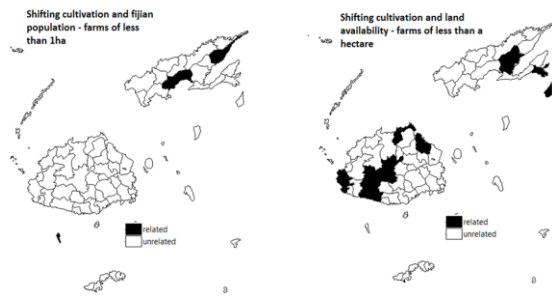 Shifting cultivation and fijian
population - farms of less
than 1ha
related
unrelated
Shifting cultivation and land
availability - farms of less than a
hectare
related
unrelated